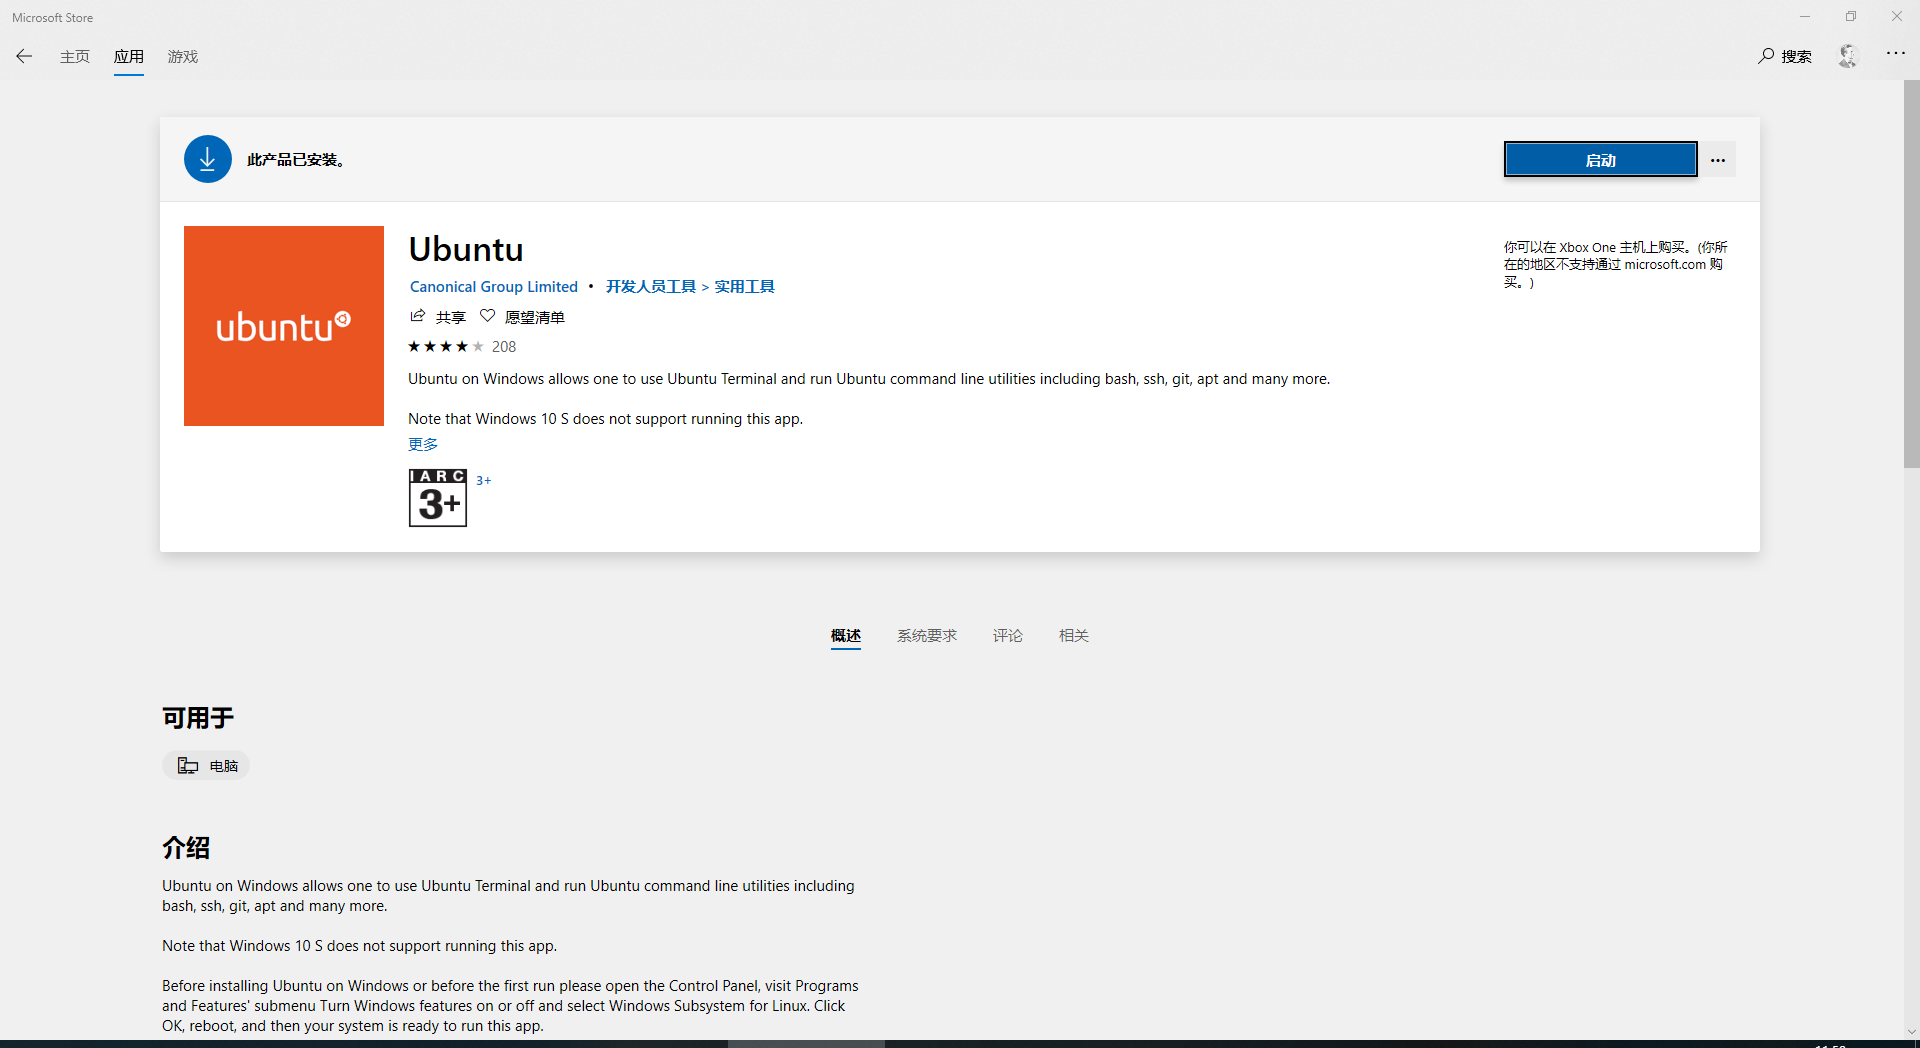 Microsoft Store
主页 应用 游戏 搜索
此产品已安装。 启动
Ubuntu
ubuntu
Canonical Group Limited • 开发人员工具 > 实用工具
共享 愿望清单
208
Ubuntu on Windows allows one to use Ubuntu Terminal and run Ubuntu command line utilities including bash, ssh, git, apt and many more.
Note that Windows 10 S does not support running this app.
更多
IARC
3+
3+
你可以在 Xbox One 主机上购买。(你所
在的地区不支持通过 microsoft.com 购
买。)
概述 系统要求 评论 相关
可用于
电脑
介绍
Ubuntu on Windows allows one to use Ubuntu Terminal and run Ubuntu command line utilities including
bash, ssh, git, apt and many more.
Note that Windows 10 S does not support running this app.
Before installing Ubuntu on Windows or before the first run please open the Control Panel, visit Programs
and Features' submenu Turn Windows features on or off and select Windows Subsystem for Linux. Click
OK, reboot, and then your system is ready to run this app.